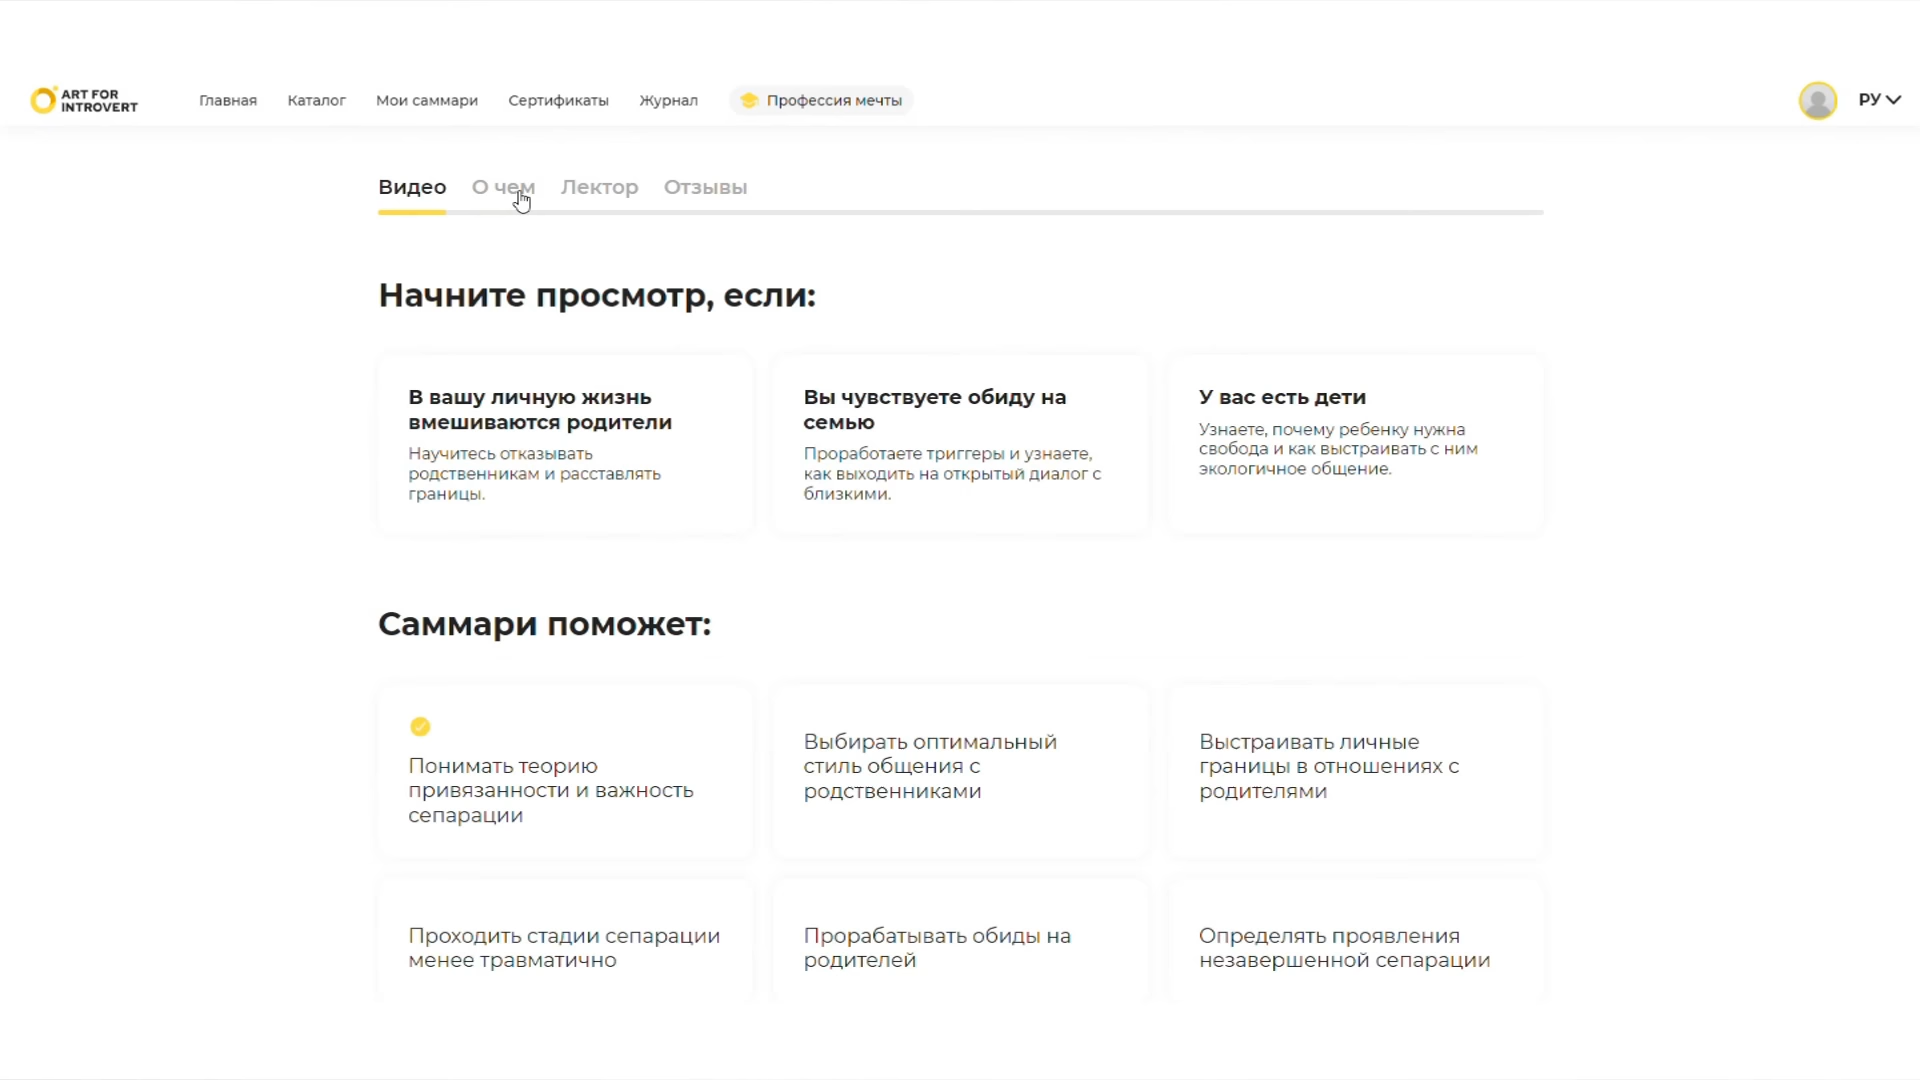 ART FOR
INTROVERT
Главная Каталог Мои саммари Сертификаты Журнал Профессия мечты РУ
Видео О чем Лектор Отзывы
Начните просмотр, если:
В вашу личную жизнь
вмешиваются родители
Научитесь отказывать
родственникам и расставлять
границы.
Вы чувствуете обиду на
семью
Проработаете триггеры и узнаете,
как выходить на открытый диалог с
близкими.
У вас есть дети
Узнаете, почему ребенку нужна
свобода и как выстраивать с ним
экологичное общение.
Саммари поможет:
Понимать теорию
привязанности и важность
сепарации
Выбирать оптимальный
стиль общения с
родственниками
Выстраивать личные
границы в отношениях с
родителями
Проходить стадии сепарации
менее травматично
Прорабатывать обиды на
родителей
Определять проявления
незавершенной сепарации